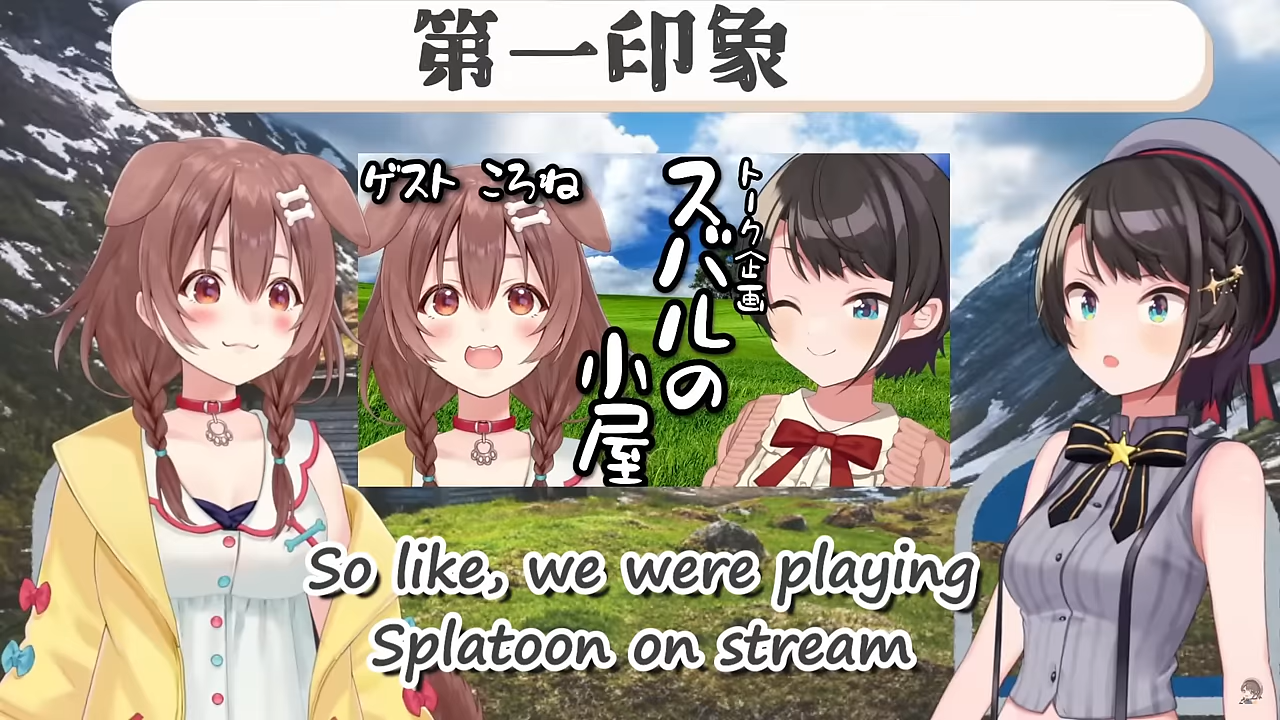 第一印象
ゲスト ころね
トーク企画
スバルの
小屋
So like, we were playing
Splatoon on stream